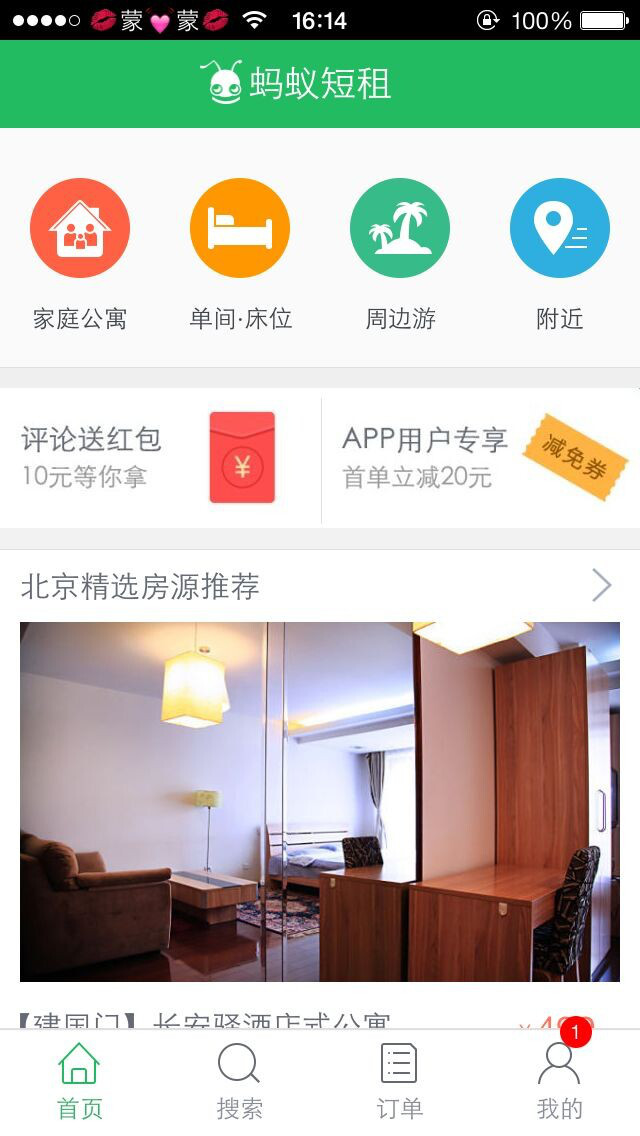 蒙 蒙 16:14 100%
蚂蚁短租
家庭公寓 单间·床位 周边游 附近
评论送红包
10元等你拿
¥
APP用户专享
首单立减20元
减免券
北京精选房源推荐
【建国门】长安驿酒店式公寓
1
首页 搜索 订单 我的